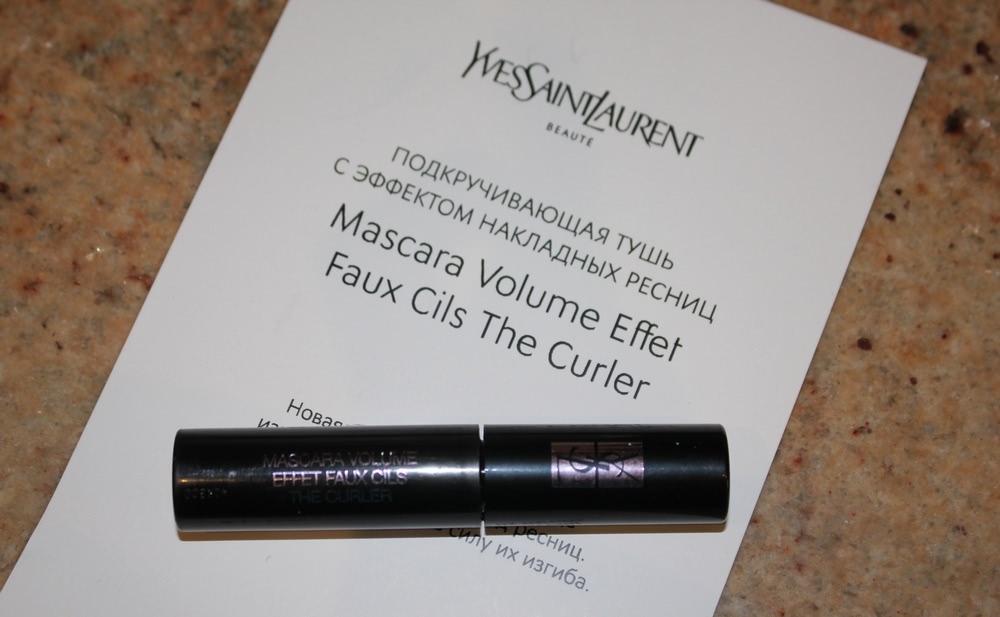 YVESSAINTLAURENT
BEAUTÉ
ПОДКРУЧИВАЮЩАЯ ТУШЬ
С ЭФФЕКТОМ НАКЛАДНЫХ РЕСНИЦ
Mascara Volume Effet
Faux Cils The Curler
Новая
MASCARA VOLUME
EFFET FAUX CILS
THE CURLER
YSL
ресниц.
силу их изгиба.